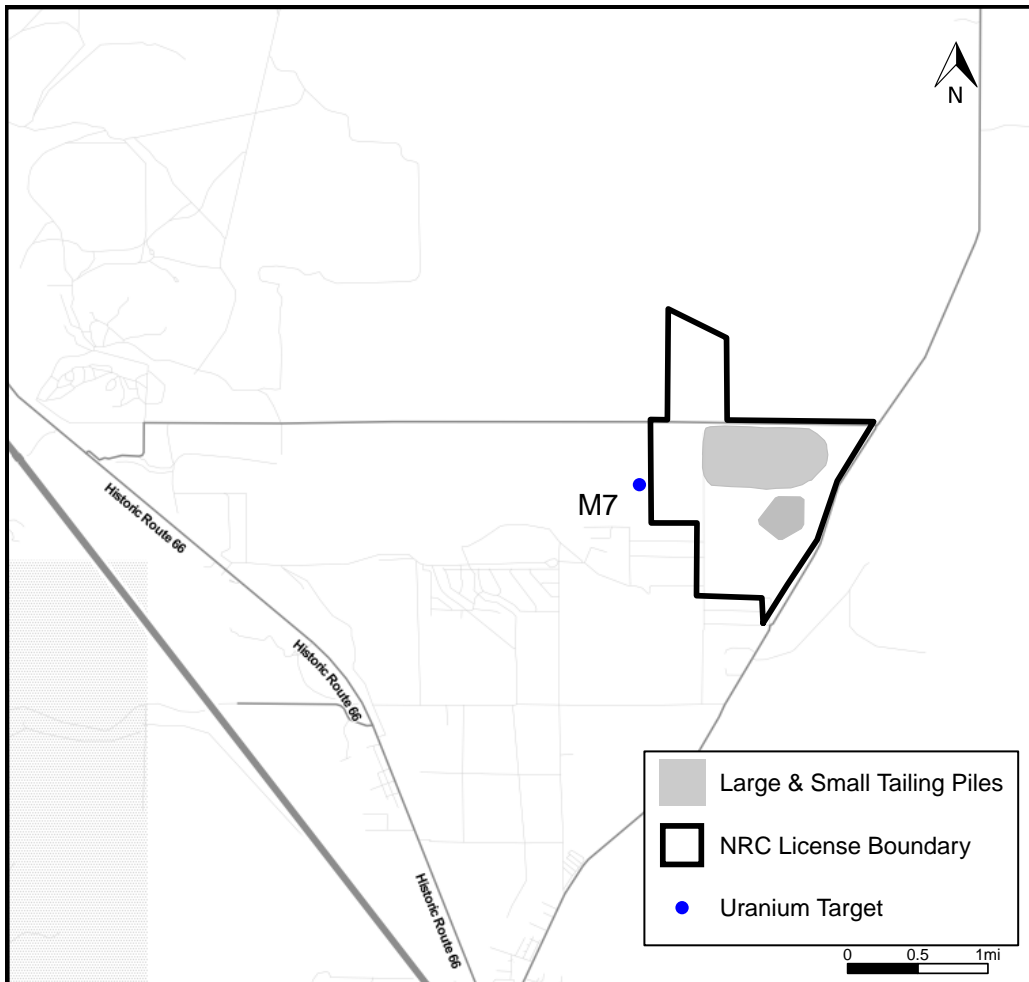 N
M7
Historic Route 66
Historic Route 66
Historic Route 66
Large & Small Tailing Piles
NRC License Boundary
Uranium Target
0 0.5 1mi